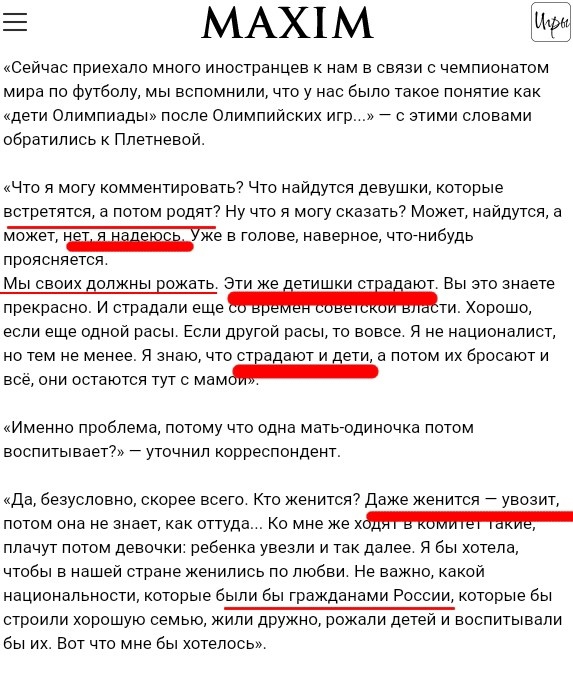 MAXIM
Игры
«Сейчас приехало много иностранцев к нам в связи с чемпионатом
мира по футболу, мы вспомнили, что у нас было такое понятие как
«дети Олимпиады» после Олимпийских игр...» — с этими словами
обратились к Плетневой.
«Что я могу комментировать? Что найдутся девушки, которые
встретятся, а потом родят? Ну что я могу сказать? Может, найдутся, а
может, нет, я надеюсь. Уже в голове, наверное, что-нибудь
проясняется.
Мы своих должны рожать. Эти же детишки страдают. Вы это знаете
прекрасно. И страдали еще со времен советской власти. Хорошо,
если еще одной расы. Если другой расы, то вовсе. Я не националист,
но тем не менее. Я знаю, что страдают и дети, а потом их бросают и
всё, они остаются тут с мамой».
«Именно проблема, потому что одна мать-одиночка потом
воспитывает?» — уточнил корреспондент.
«Да, безусловно, скорее всего. Кто женится? Даже женится — увозит,
потом она не знает, как оттуда... Ко мне же ходят в комитет такие,
плачут потом девочки: ребенка увезли и так далее. Я бы хотела,
чтобы в нашей стране женились по любви. Не важно, какой
национальности, которые были бы гражданами России, которые бы
строили хорошую семью, жили дружно, рожали детей и воспитывали
бы их. Вот что мне бы хотелось».